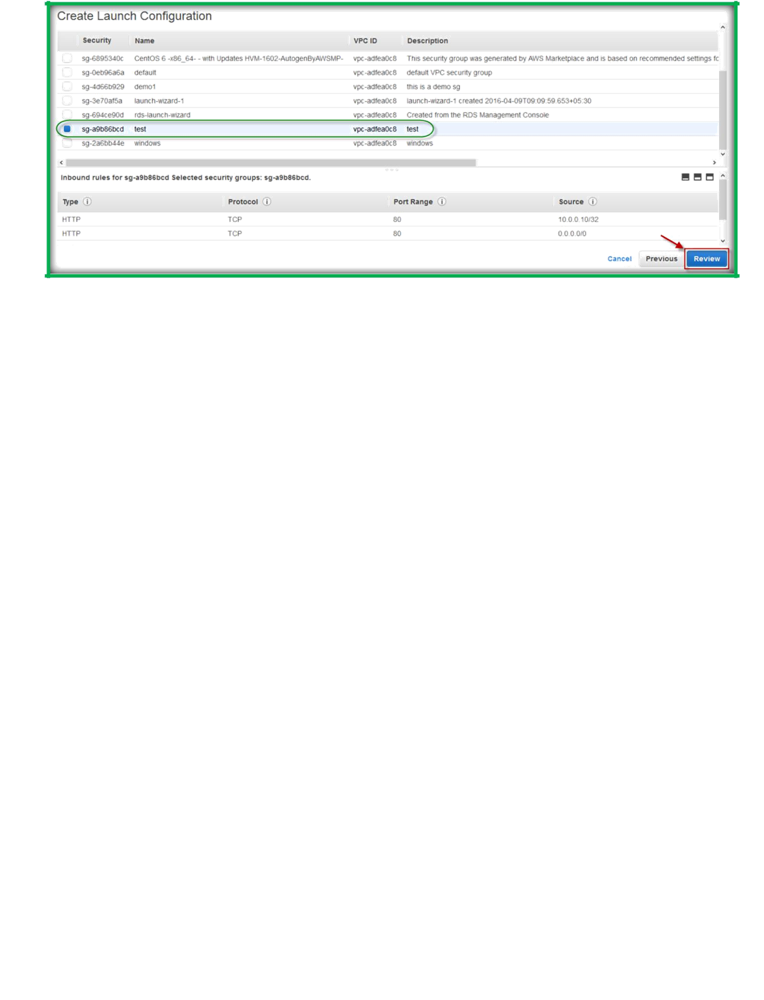 Create Launch Configuration
Security Name VPC ID Description
sg-6895340c CentOS 6 -x86_64- - with Updates HVM-1602-AutogenByAWSMP- vpc-adfea0c8 This security group was generated by AWS Marketplace and is based on recommended settings fo
sg-0eb96a6a default vpc-adfea0c8 default VPC security group
sg-4d66b929 demo1 vpc-adfea0c8 this is a demo sg
sg-3e70af5a launch-wizard-1 vpc-adfea0c8 launch-wizard-1 created 2016-04-09T09:09:59.653+05:30
sg-694ce90d rds-launch-wizard vpc-adfea0c8 Created from the RDS Management Console
sg-a9b86bcd test vpc-adfea0c8 test
sg-2a6bb44e windows vpc-adfea0c8 windows
Inbound rules for sg-a9b86bcd Selected security groups: sg-a9b86bcd.
Type i Protocol i Port Range i Source i
HTTP TCP 80 10.0.0.10/32
HTTP TCP 80 0.0.0.0/0
Cancel Previous Review